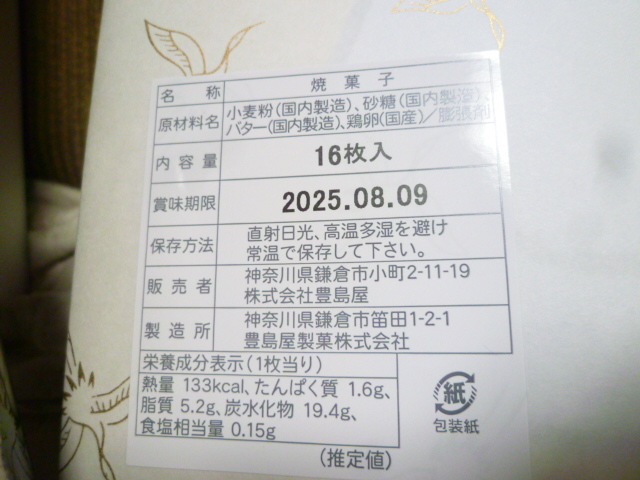 名称 焼菓子
原材料名 小麦粉(国内製造)、砂糖(国内製造)、
バター(国内製造)、鶏卵(国産)/膨張剤
内容量 16枚入
賞味期限 2025.08.09
保存方法 直射日光、高温多湿を避け
常温で保存して下さい。
販売者 神奈川県鎌倉市小町2-11-19
株式会社豊島屋
製造所 神奈川県鎌倉市笛田1-2-1
豊島屋製菓株式会社
栄養成分表示(1枚当り)
熱量 133kcal、たんぱく質 1.6g、
脂質 5.2g、炭水化物 19.4g、
食塩相当量 0.15g
(推定値)
紙
包装紙